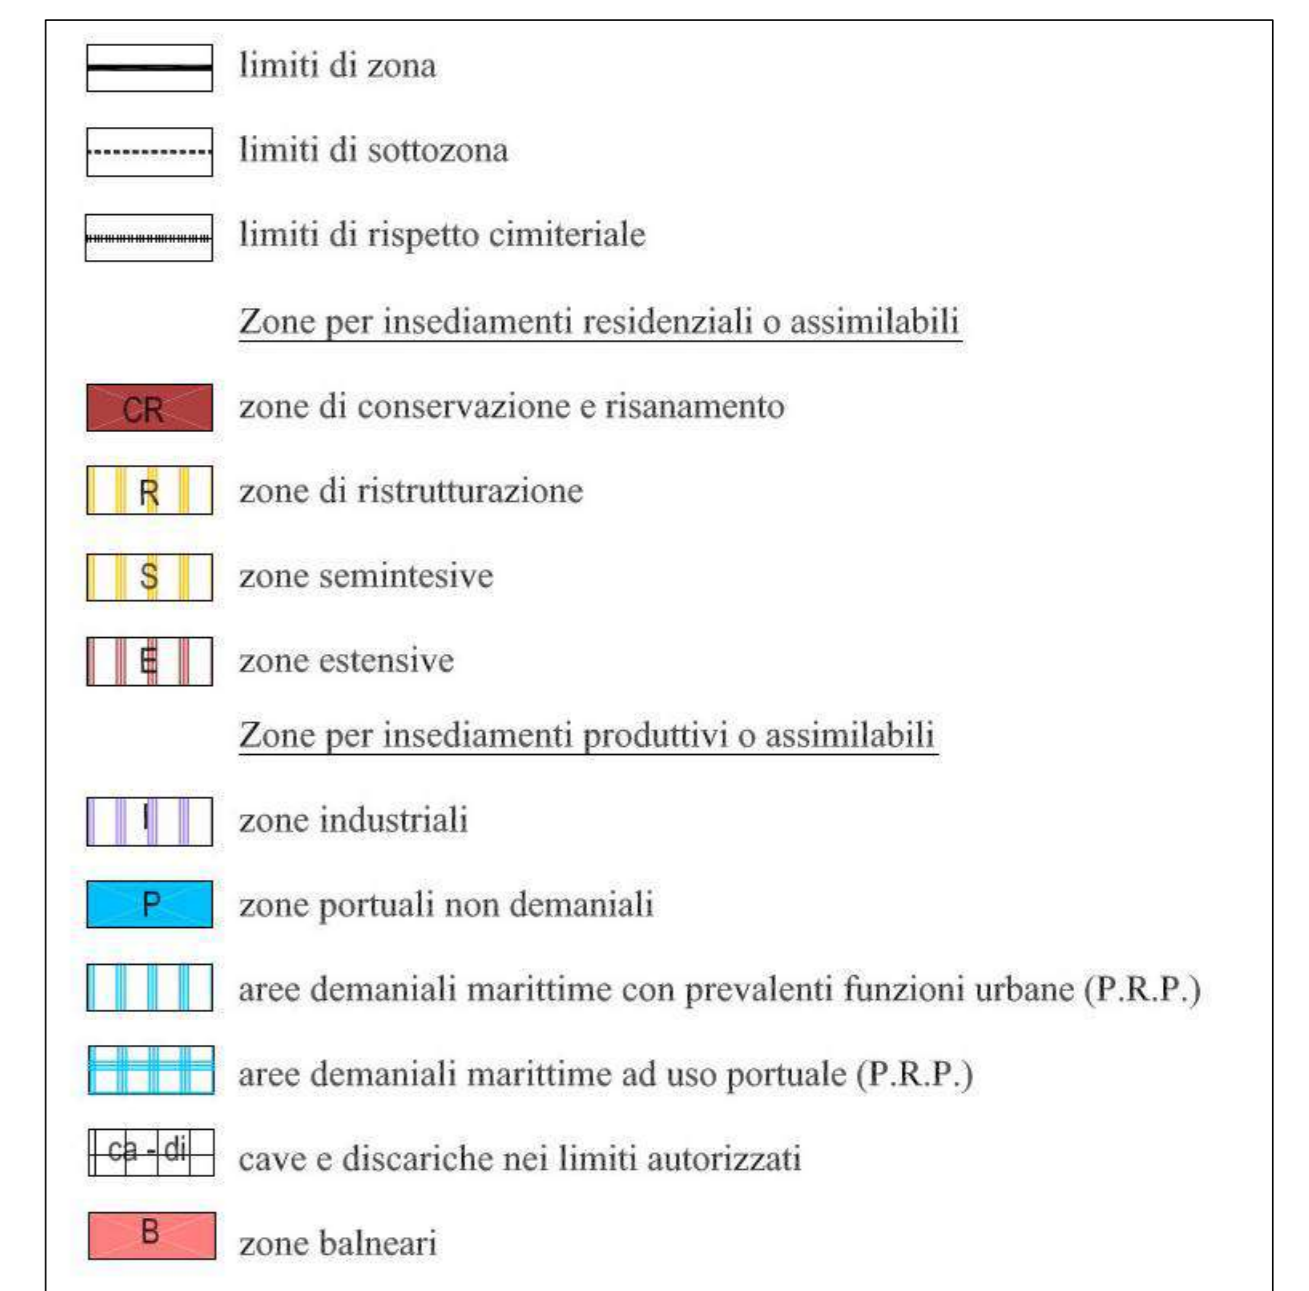 limiti di zona
limiti di sottozona
limiti di rispetto cimiteriale
Zone per insediamenti residenziali o assimilabili
CR zone di conservazione e risanamento
R zone di ristrutturazione
S zone semintesive
E zone estensive
Zone per insediamenti produttivi o assimilabili
I zone industriali
P zone portuali non demaniali
aree demaniali marittime con prevalenti funzioni urbane (P.R.P.)
aree demaniali marittime ad uso portuale (P.R.P.)
ca - di cave e discariche nei limiti autorizzati
B zone balneari